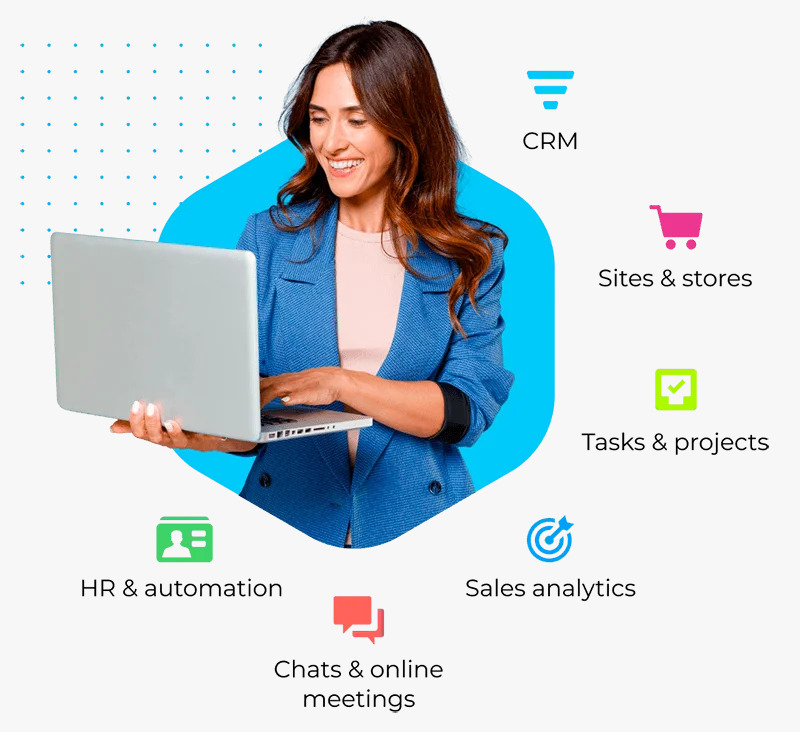 CRM
Sites & stores
Tasks & projects
Sales analytics
HR & automation
Chats & online
meetings